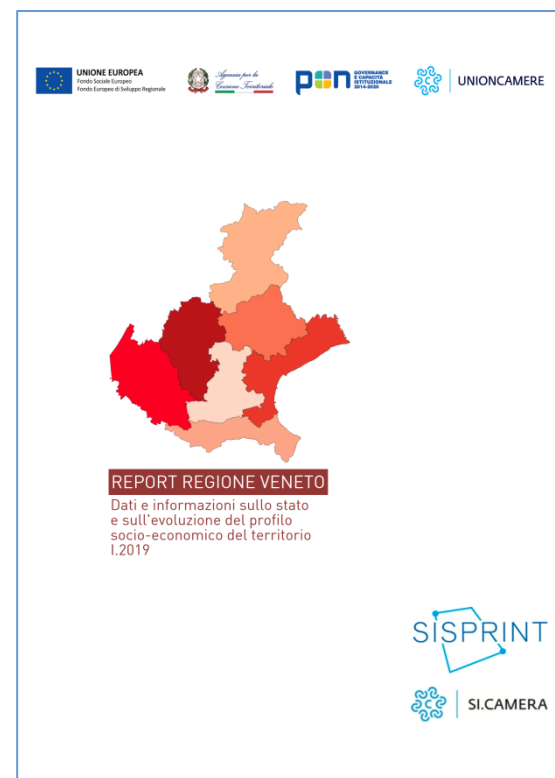 UNIONE EUROPEA
Fondo Sociale Europeo
Fondo Europeo di Sviluppo Regionale
Agenzia per la
Coesione Territoriale
pon
GOVERNANCE
E CAPACITÀ
ISTITUZIONALE
2014-2020
UNIONCAMERE
REPORT REGIONE VENETO
Dati e informazioni sullo stato
e sull'evoluzione del profilo
socio-economico del territorio
I.2019
SISPRINT
SI.CAMERA